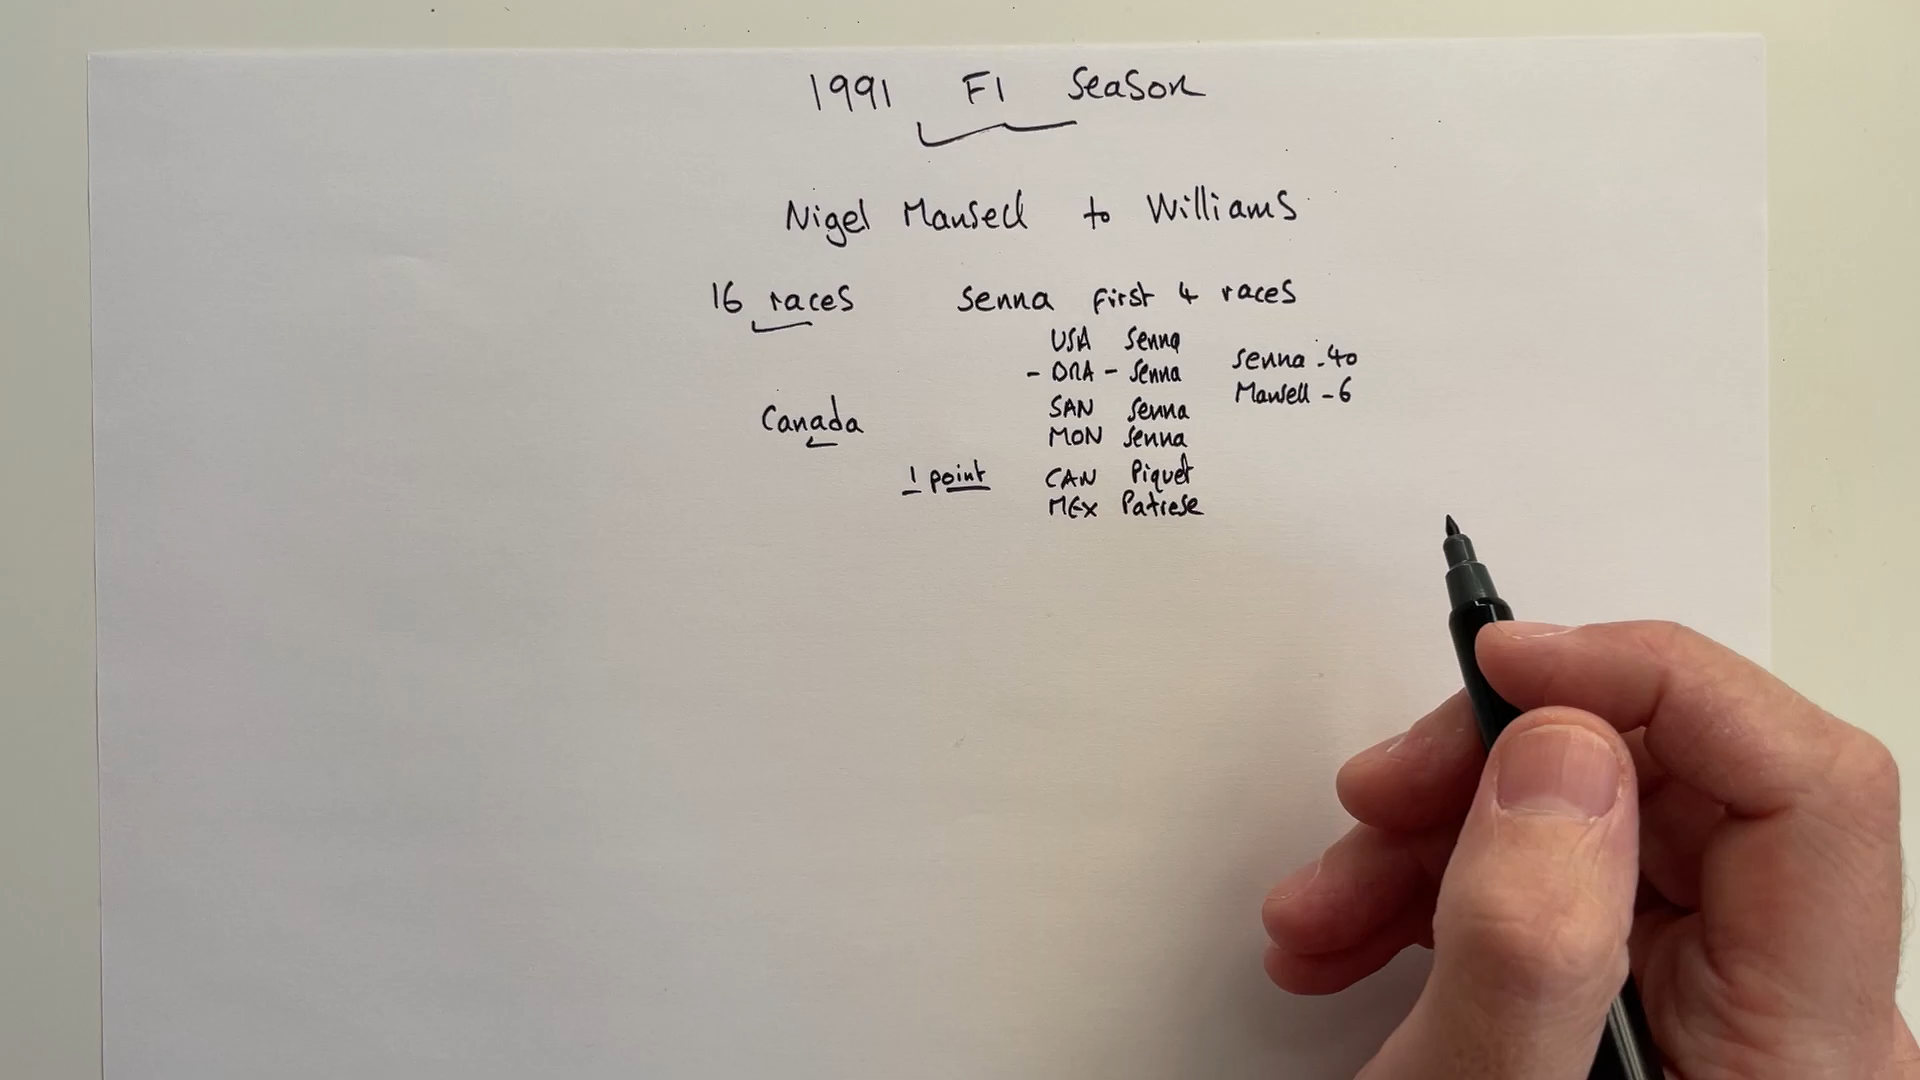 1991 F1 Season
Nigel Mansell to Williams
16 races
Senna first 4 races
USA Senna
- BRA - Senna
SAN Senna
MON Senna
CAN Piquet
MEX Patrese
Senna - 40
Mansell - 6
Canada
1 point